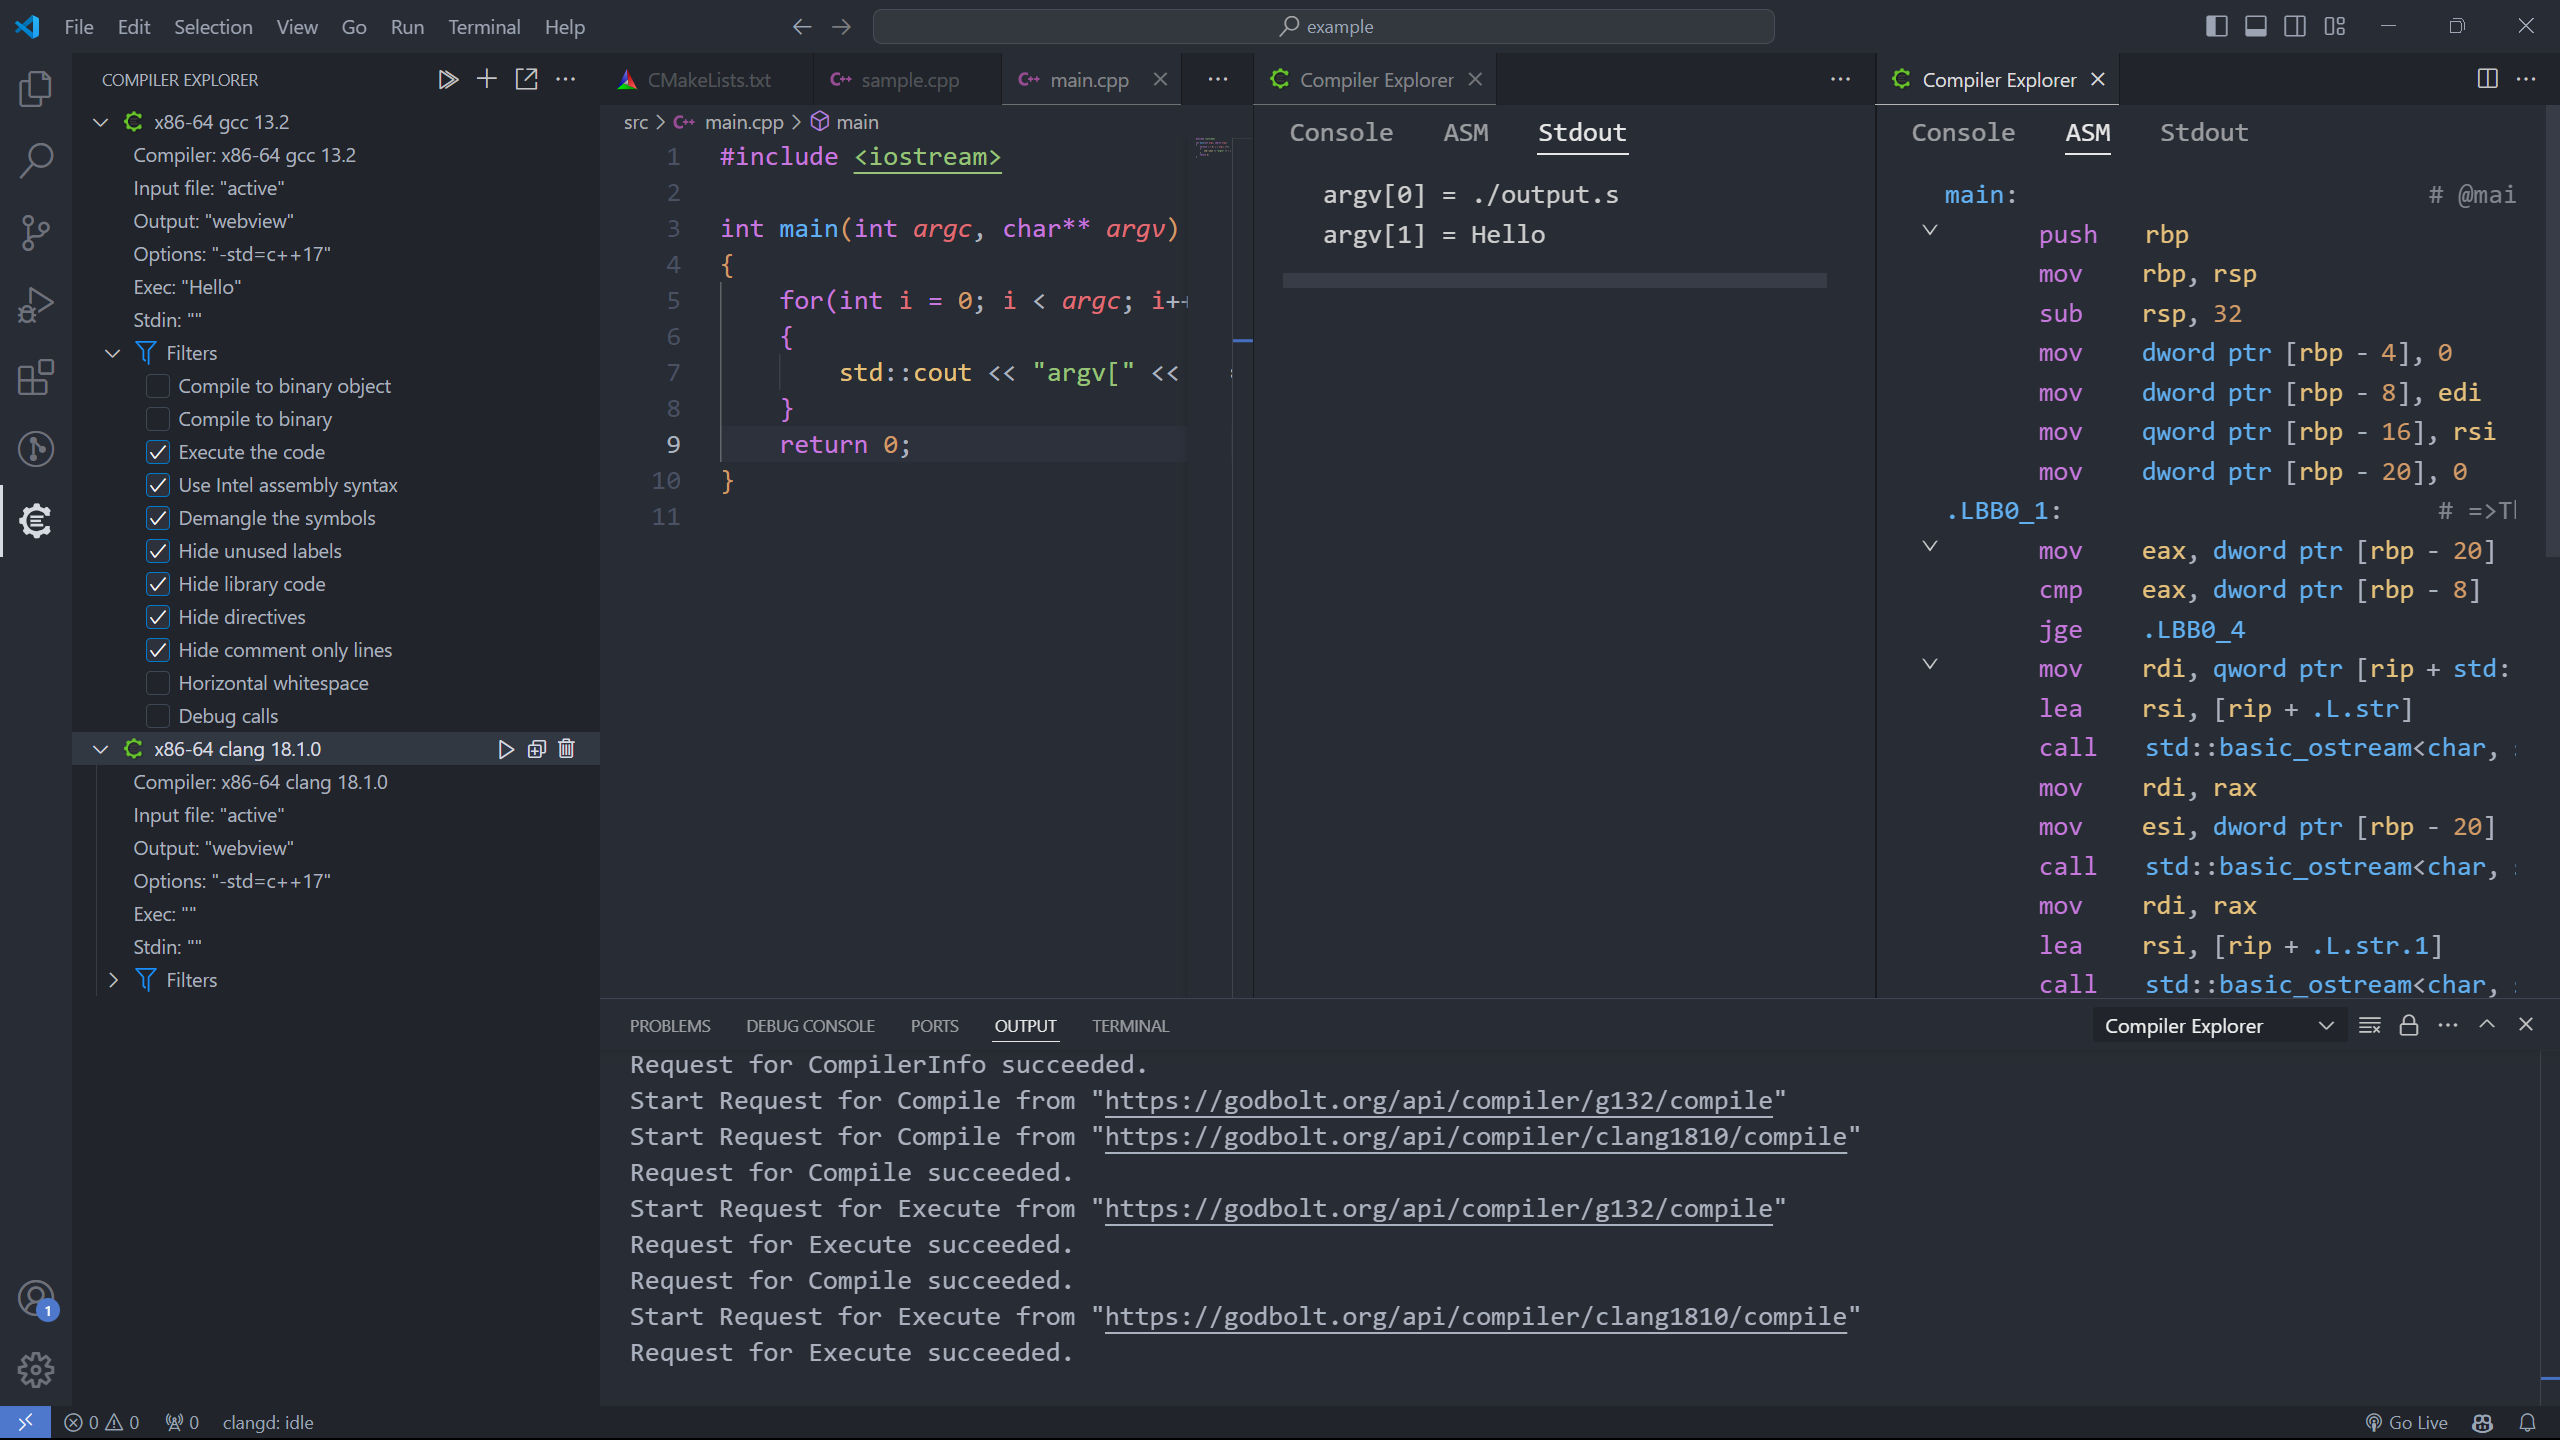 File Edit Selection View Go Run Terminal Help
example
COMPILER EXPLORER
x86-64 gcc 13.2
Compiler: x86-64 gcc 13.2
Input file: "active"
Output: "webview"
Options: "-std=c++17"
Exec: "Hello"
Stdin: ""
Filters
Compile to binary object
Compile to binary
Execute the code
Use Intel assembly syntax
Demangle the symbols
Hide unused labels
Hide library code
Hide directives
Hide comment only lines
Horizontal whitespace
Debug calls
x86-64 clang 18.1.0
Compiler: x86-64 clang 18.1.0
Input file: "active"
Output: "webview"
Options: "-std=c++17"
Exec: ""
Stdin: ""
Filters
CMakeLists.txt sample.cpp main.cpp
src > main.cpp > main
1 #include <iostream>
2
3 int main(int argc, char** argv)
4 {
5 for(int i = 0; i < argc; i++
6 {
7 std::cout << "argv[" <<
8 }
9 return 0;
10 }
11
Compiler Explorer
Console ASM Stdout
argv[0] = ./output.s
argv[1] = Hello
Compiler Explorer
Console ASM Stdout
main: # @mai
push rbp
mov rbp, rsp
sub rsp, 32
mov dword ptr [rbp - 4], 0
mov dword ptr [rbp - 8], edi
mov qword ptr [rbp - 16], rsi
mov dword ptr [rbp - 20], 0
.LBB0_1: # =>T
mov eax, dword ptr [rbp - 20]
cmp eax, dword ptr [rbp - 8]
jge .LBB0_4
mov rdi, qword ptr [rip + std:
lea rsi, [rip + .L.str]
call std::basic_ostream<char,
mov rdi, rax
mov esi, dword ptr [rbp - 20]
call std::basic_ostream<char,
mov rdi, rax
lea rsi, [rip + .L.str.1]
call std::basic_ostream<char,
PROBLEMS DEBUG CONSOLE PORTS OUTPUT TERMINAL
Compiler Explorer
Request for CompilerInfo succeeded.
Start Request for Compile from "https://godbolt.org/api/compiler/g132/compile"
Start Request for Compile from "https://godbolt.org/api/compiler/clang1810/compile"
Request for Compile succeeded.
Start Request for Execute from "https://godbolt.org/api/compiler/g132/compile"
Request for Execute succeeded.
Request for Compile succeeded.
Start Request for Execute from "https://godbolt.org/api/compiler/clang1810/compile"
Request for Execute succeeded.
1
0 0 0 clangd: idle
Go Live